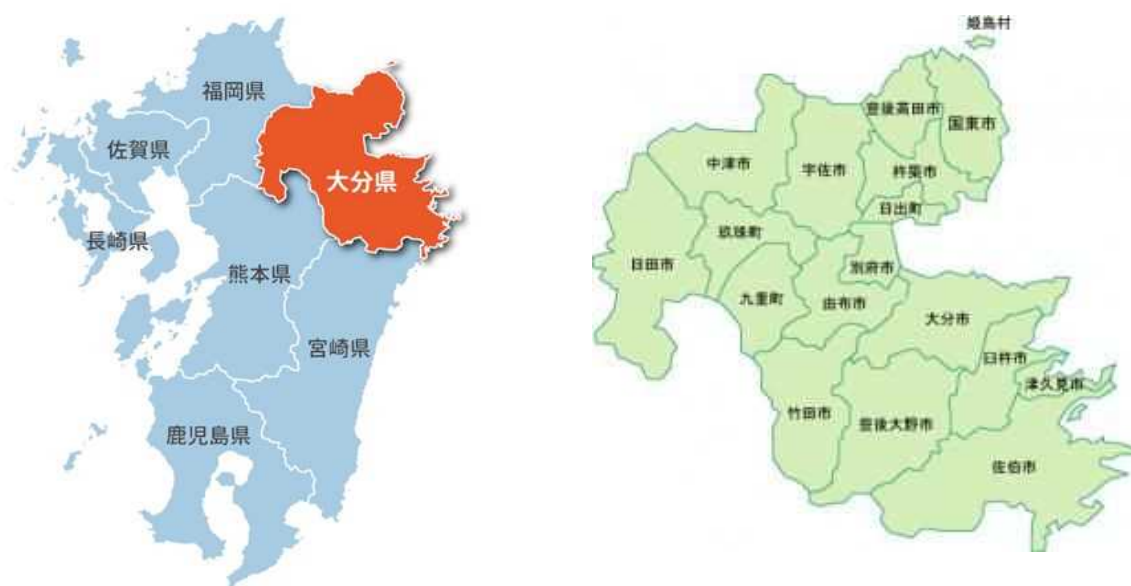 福岡県
佐賀県
大分県
長崎県
熊本県
宮崎県
鹿児島県
姫島村
豊後高田市
国東市
中津市
宇佐市
杵築市
日出町
玖珠町
日田市
別府市
九重町
由布市
大分市
臼杵市
津久見市
竹田市
豊後大野市
佐伯市